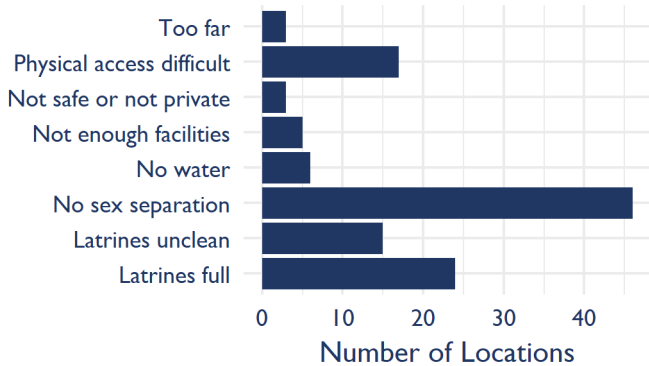 Too far
Physical access difficult
Not safe or not private
Not enough facilities
No water
No sex separation
Latrines unclean
Latrines full
0 10 20 30 40
Number of Locations